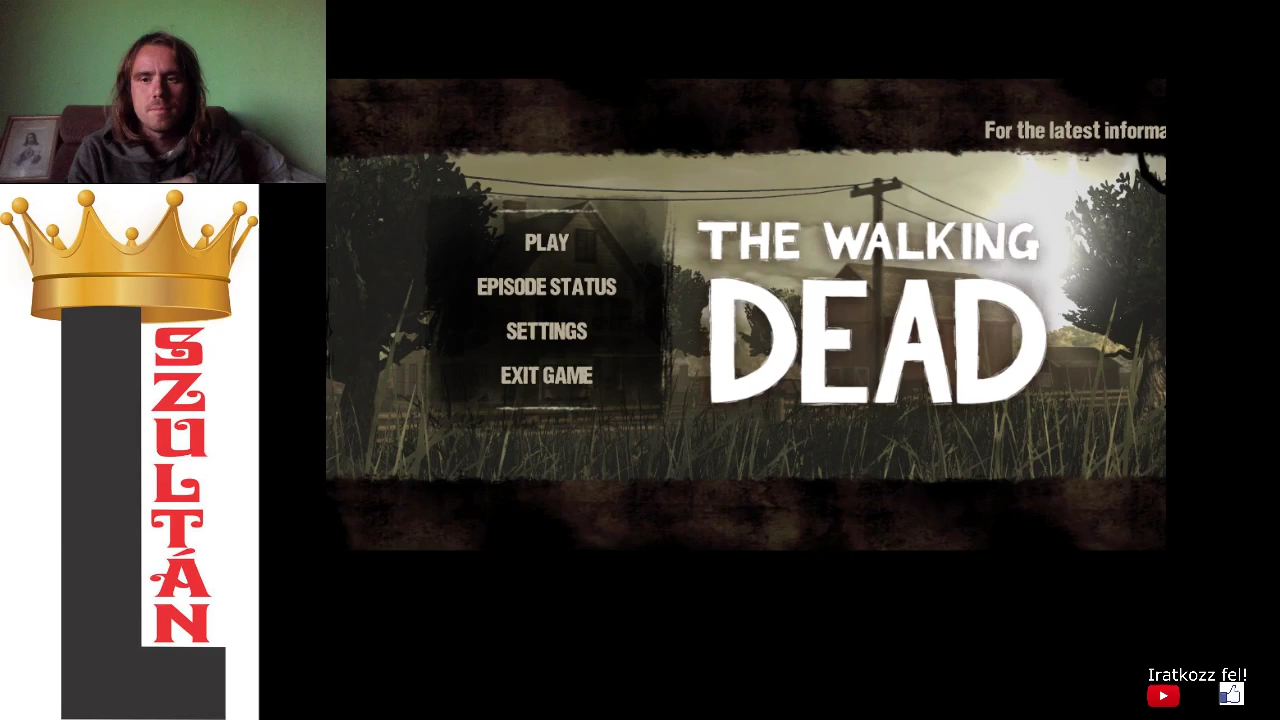 For the latest informa
PLAY
EPISODE STATUS
SETTINGS
EXIT GAME
THE WALKING
DEAD
L
SZULTÁN
Iratkozz fel!